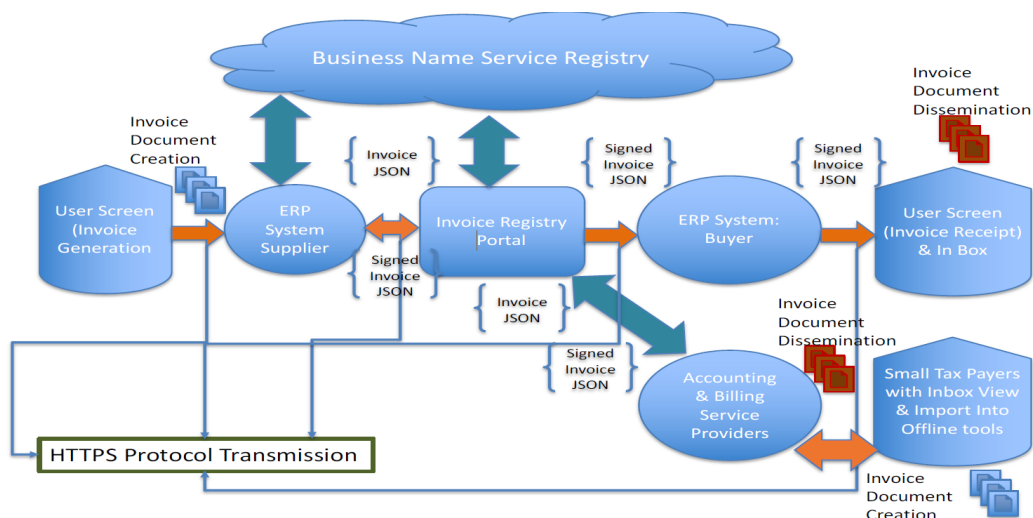 Business Name Service Registry
Invoice
Document
Dissemination
Invoice
Document
Creation
Invoice
JSON
Signed
Invoice
JSON
Signed
Invoice
JSON
User Screen
(Invoice
Generation
ERP
System
Supplier
Invoice Registry
Portal
ERP System:
Buyer
User Screen
(Invoice Receipt)
& In Box
Signed
Invoice
JSON
Invoice
JSON
Signed
Invoice
JSON
Invoice
Document
Dissemination
Accounting
& Billing
Service
Providers
Small Tax Payers
with Inbox View
& Import Into
Offline tools
HTTPS Protocol Transmission
Invoice
Document
Creation